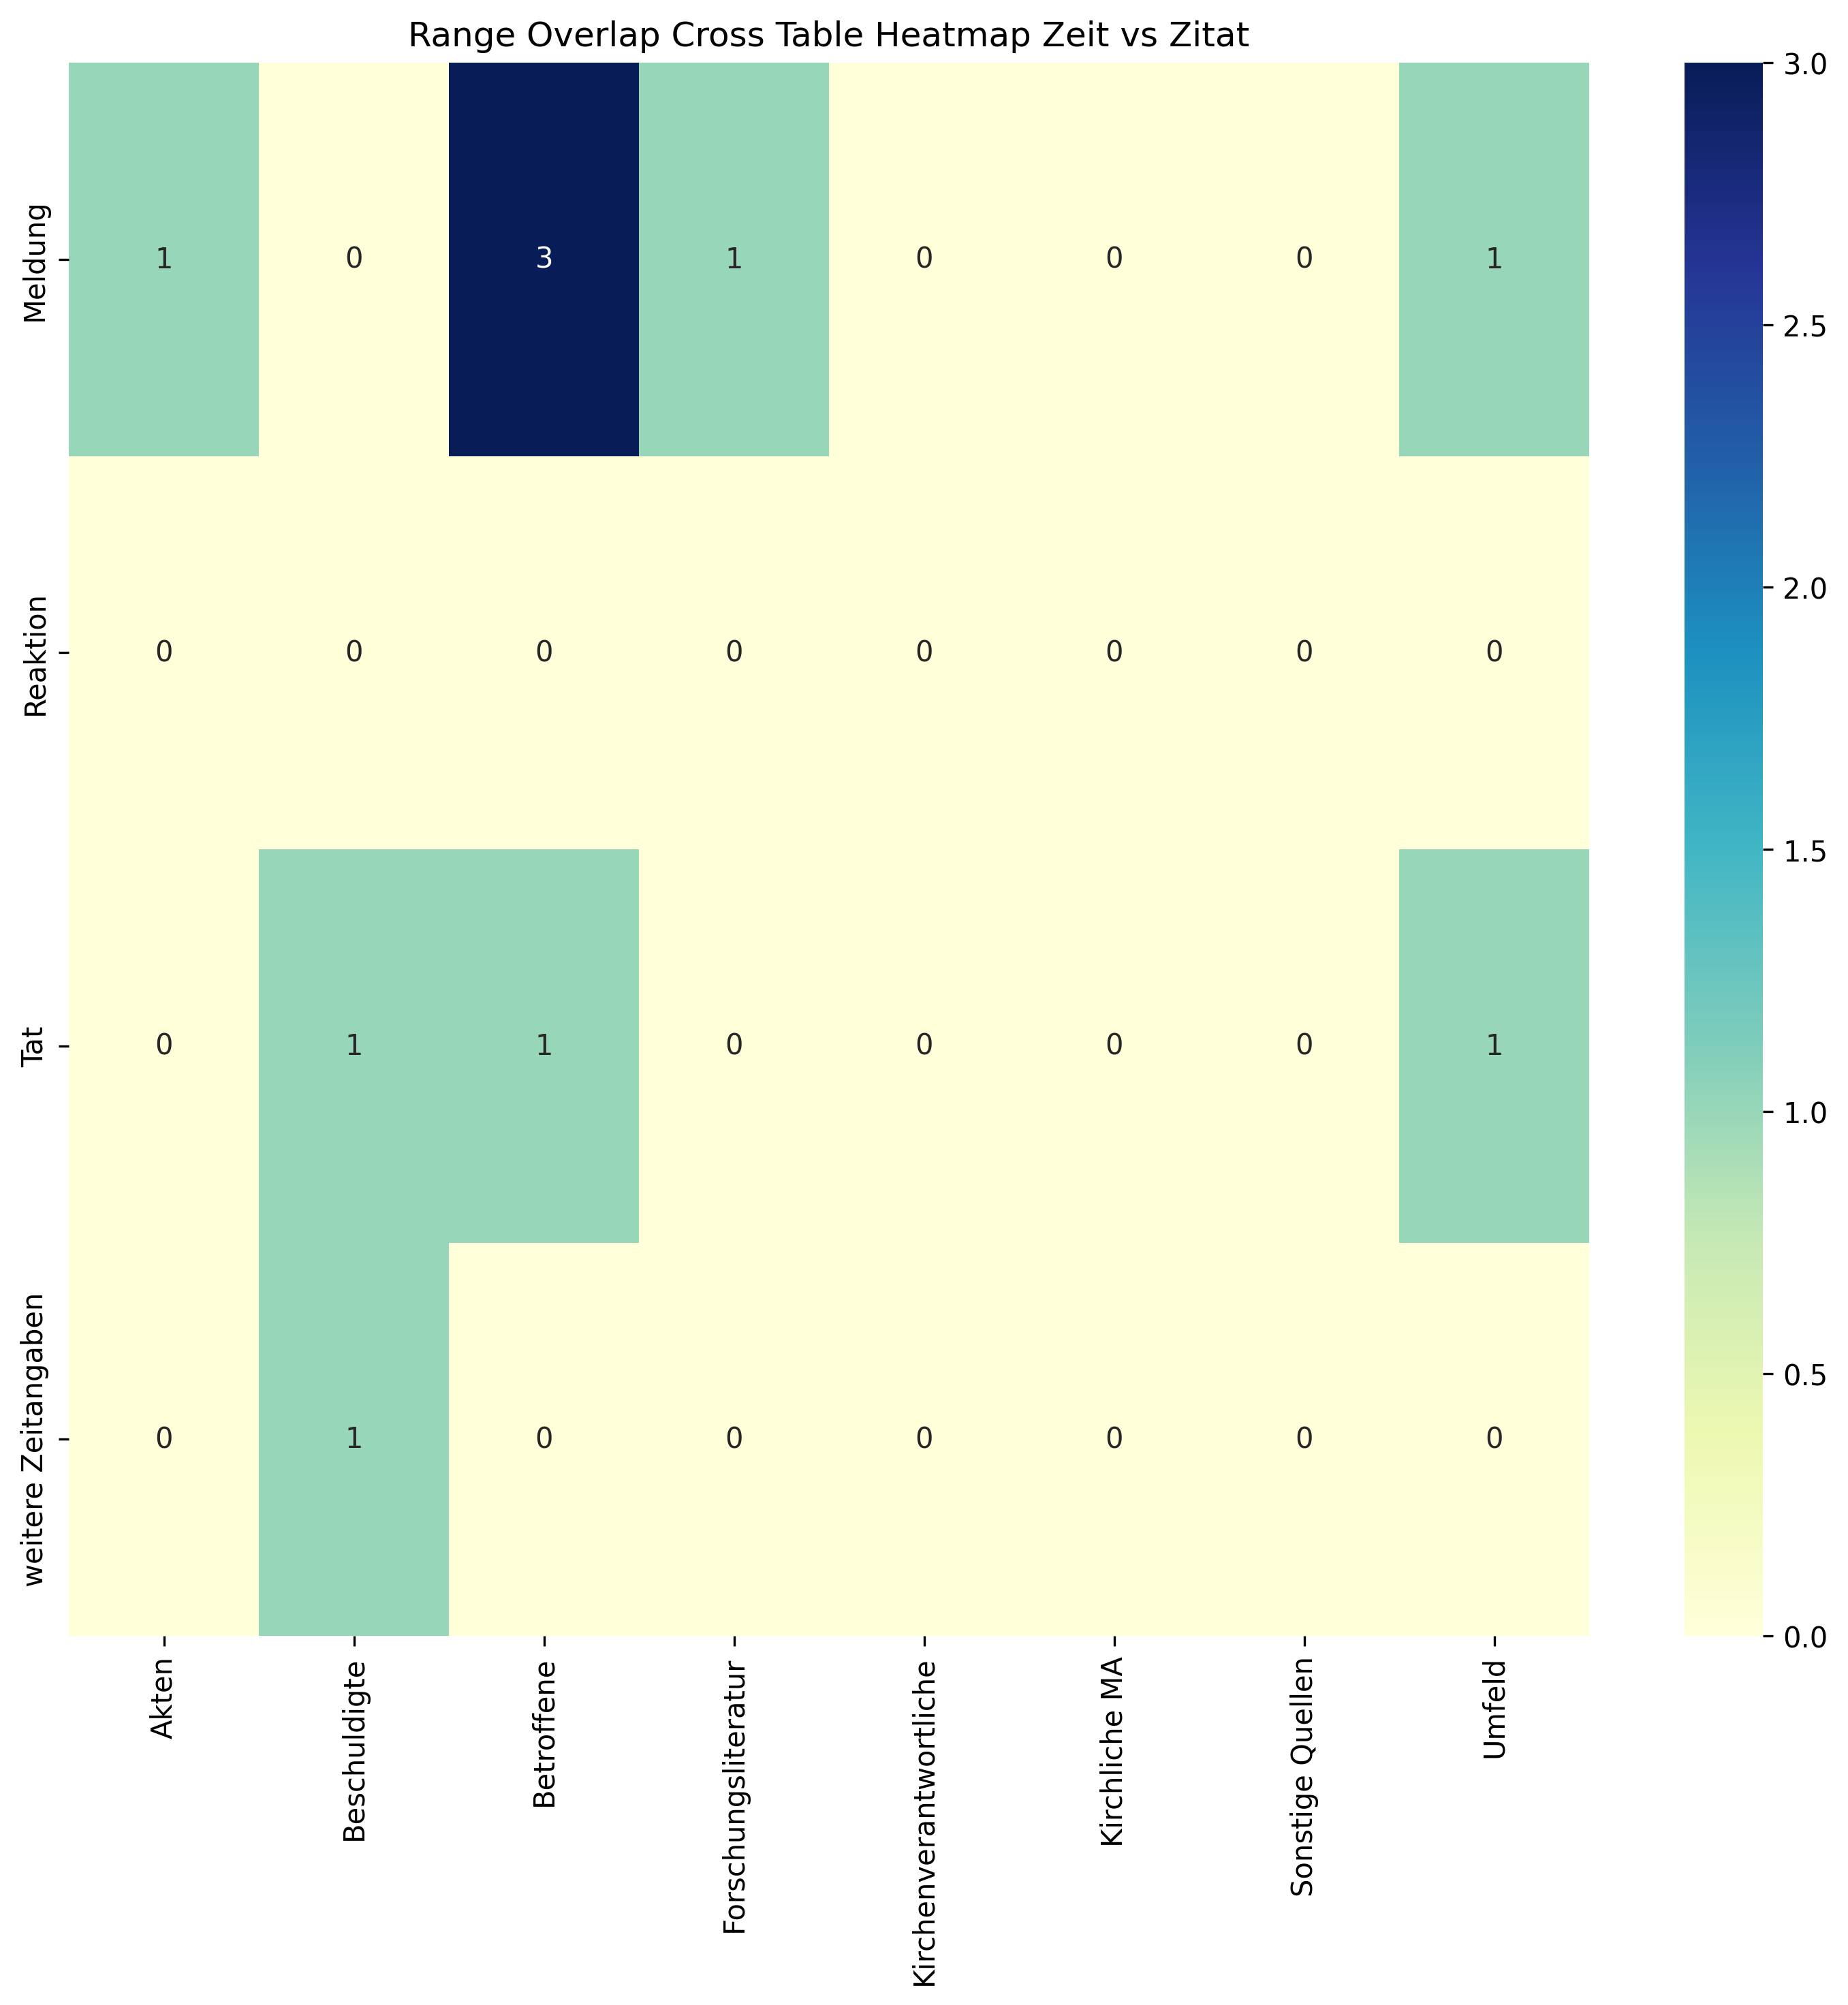 Range Overlap Cross Table Heatmap Zeit vs Zitat
Meldung
1 0 3 1 0 0 0 1
Reaktion
0 0 0 0 0 0 0 0
Tat
0 1 1 0 0 0 0 1
weitere Zeitangaben
0 1 0 0 0 0 0 0
Akten
Beschuldigte
Betroffene
Forschungsliteratur
Kirchenverantwortliche
Kirchliche MA
Sonstige Quellen
Umfeld
3.0
2.5
2.0
1.5
1.0
0.5
0.0